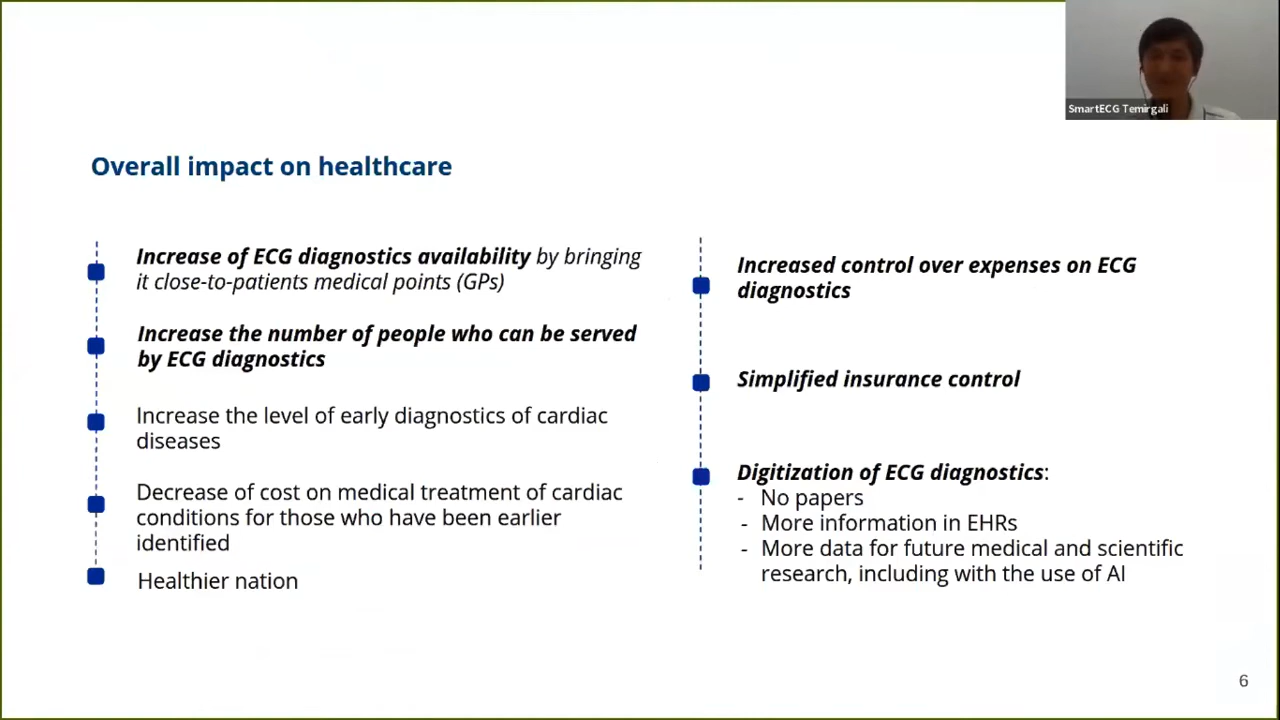 SmartECG Temirgali
Overall impact on healthcare
Increase of ECG diagnostics availability by bringing
it close-to-patients medical points (GPs)
Increase the number of people who can be served
by ECG diagnostics
Increase the level of early diagnostics of cardiac
diseases
Decrease of cost on medical treatment of cardiac
conditions for those who have been earlier
identified
Healthier nation
Increased control over expenses on ECG
diagnostics
Simplified insurance control
Digitization of ECG diagnostics:
- No papers
- More information in EHRs
- More data for future medical and scientific
research, including with the use of AI
6